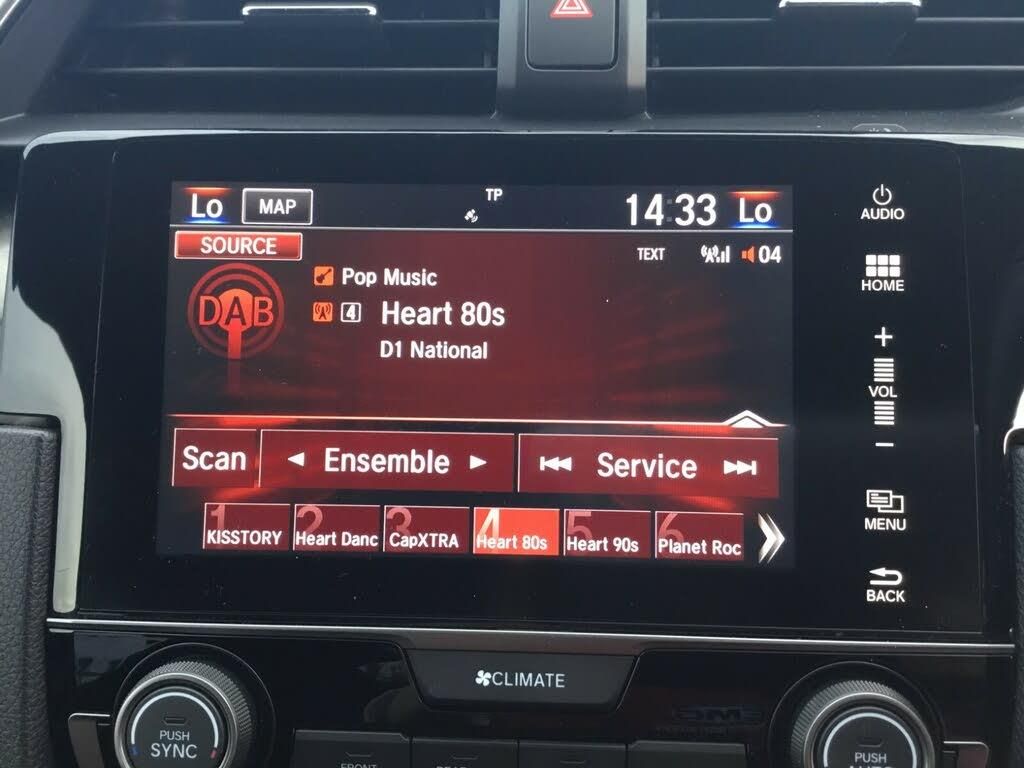 Lo MAP TP 14:33 Lo
SOURCE TEXT 04
DAB
Pop Music
4 Heart 80s
D1 National
Scan Ensemble Service
1 KISSTORY 2 Heart Danc 3 CapXTRA 4 Heart 80s 5 Heart 90s 6 Planet Roc
AUDIO
HOME
+
VOL
-
MENU
BACK
CLIMATE
PUSH
SYNC
FRONT
PUSH